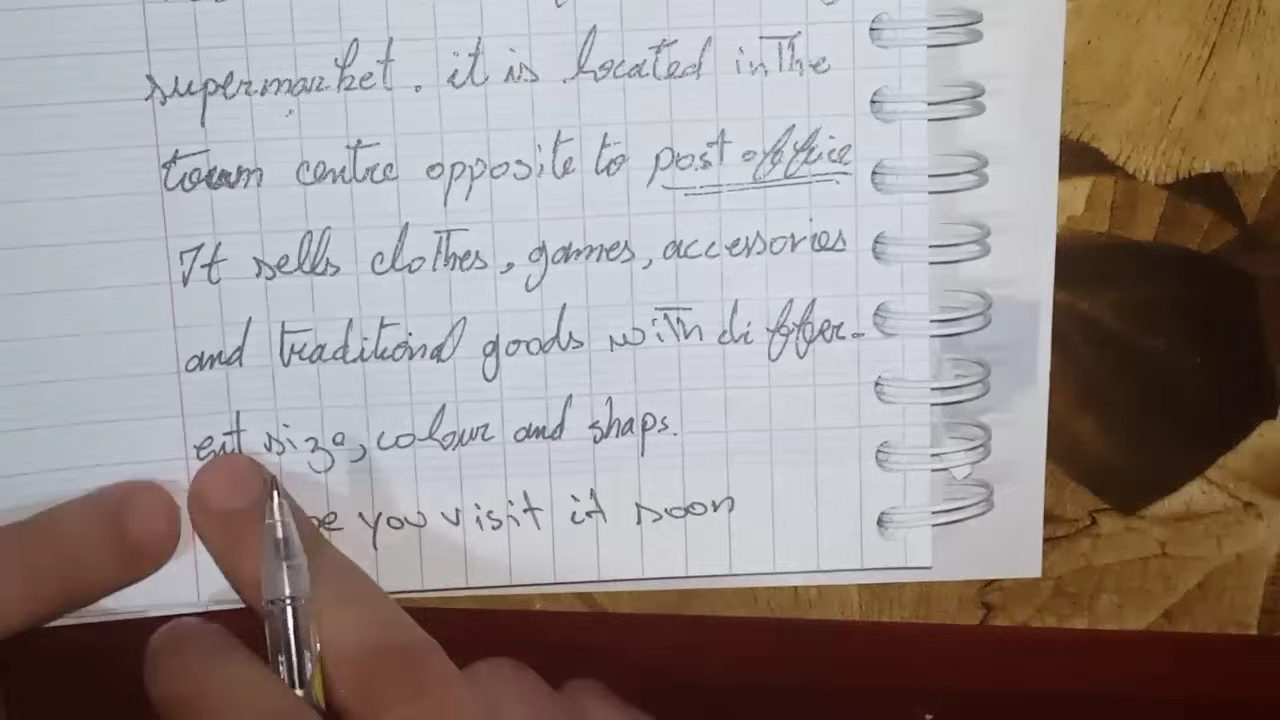 supermarket. it is located in The
town centre opposite to post office
It sells cloThes, games, accessories
and traditional goods wiTh differ-
ent size, colour and shaps.
you visit it soon